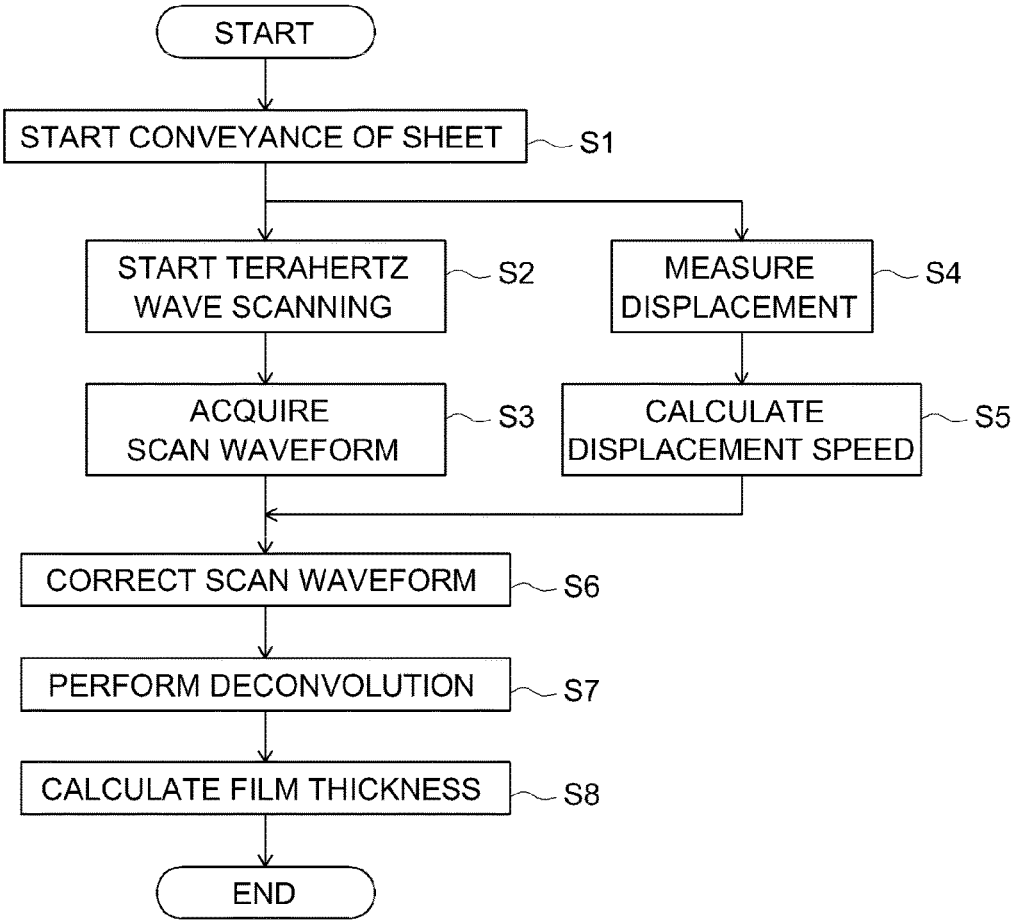 START
START CONVEYANCE OF SHEET
S1
START TERAHERTZ
WAVE SCANNING
S2
MEASURE
DISPLACEMENT
S4
ACQUIRE
SCAN WAVEFORM
S3
CALCULATE
DISPLACEMENT SPEED
S5
CORRECT SCAN WAVEFORM
S6
PERFORM DECONVOLUTION
S7
CALCULATE FILM THICKNESS
S8
END